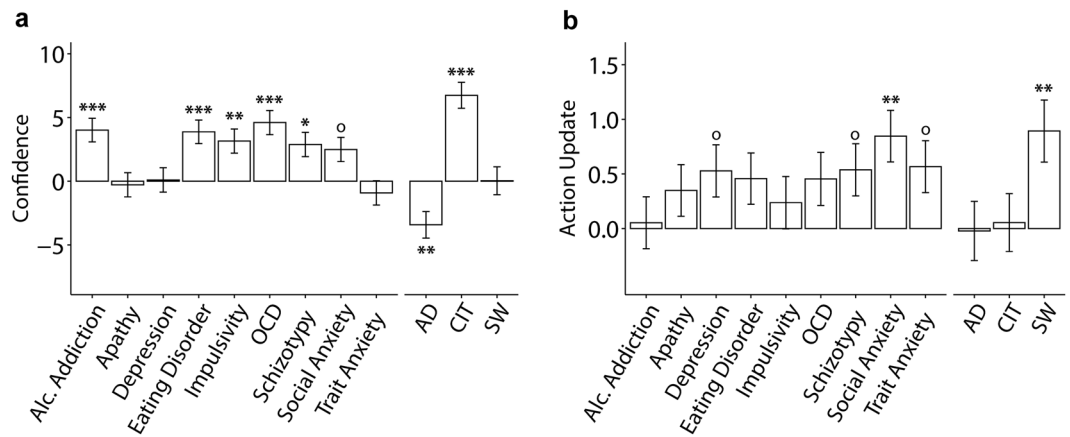 a
10
5
0
−5
Confidence
***
***
**
***
*
o
**
***
Alc. Addiction
Apathy
Depression
Eating Disorder
Impulsivity
OCD
Schizotypy
Social Anxiety
Trait Anxiety
AD
CIT
SW
b
1.5
1.0
0.5
0.0
Action Update
o
o
**
o
**
Alc. Addiction
Apathy
Depression
Eating Disorder
Impulsivity
OCD
Schizotypy
Social Anxiety
Trait Anxiety
AD
CIT
SW